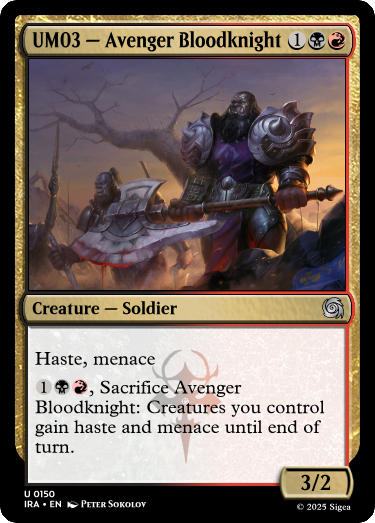 UM03 — Avenger Bloodknight 1
Creature — Soldier
Haste, menace
1, Sacrifice Avenger
Bloodknight: Creatures you control
gain haste and menace until end of
turn.
3/2
U 0150
IRA • EN Peter Sokolov
© 2025 Sigea